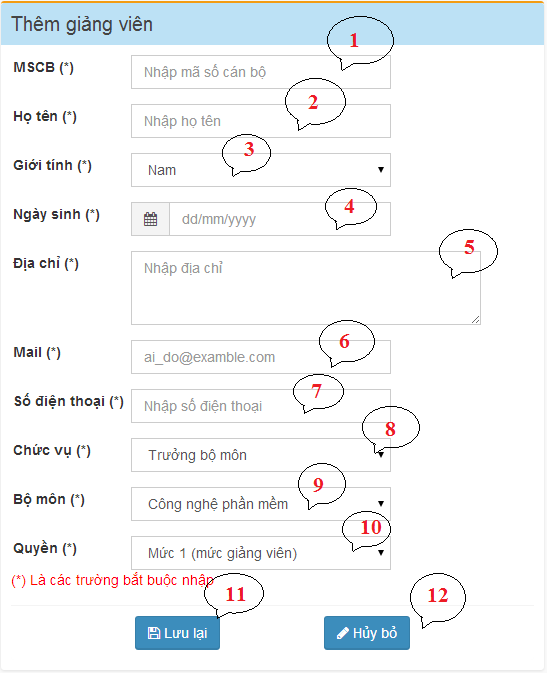 Thêm giảng viên
1
MSCB (*) Nhập mã số cán bộ
2
Họ tên (*) Nhập họ tên
3
Giới tính (*) Nam
4
Ngày sinh (*) dd/mm/yyyy
5
Địa chỉ (*) Nhập địa chỉ
6
Mail (*) ai_do@examble.com
7
Số điện thoại (*) Nhập số điện thoại
8
Chức vụ (*) Trưởng bộ môn
9
Bộ môn (*) Công nghệ phần mềm
10
Quyền (*) Mức 1 (mức giảng viên)
(*) Là các trường bắt buộc nhập
11 12
Lưu lại Hủy bỏ